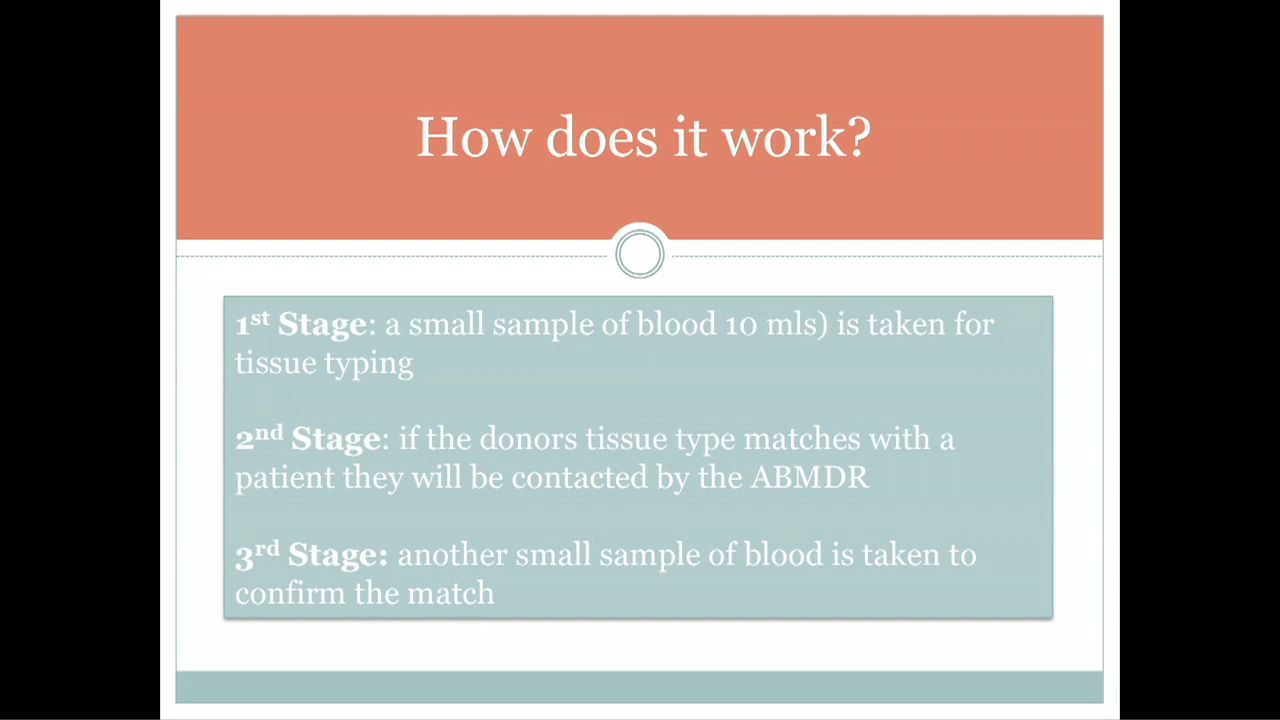 How does it work?
1st Stage: a small sample of blood 10 mls) is taken for
tissue typing
2nd Stage: if the donors tissue type matches with a
patient they will be contacted by the ABMDR
3rd Stage: another small sample of blood is taken to
confirm the match